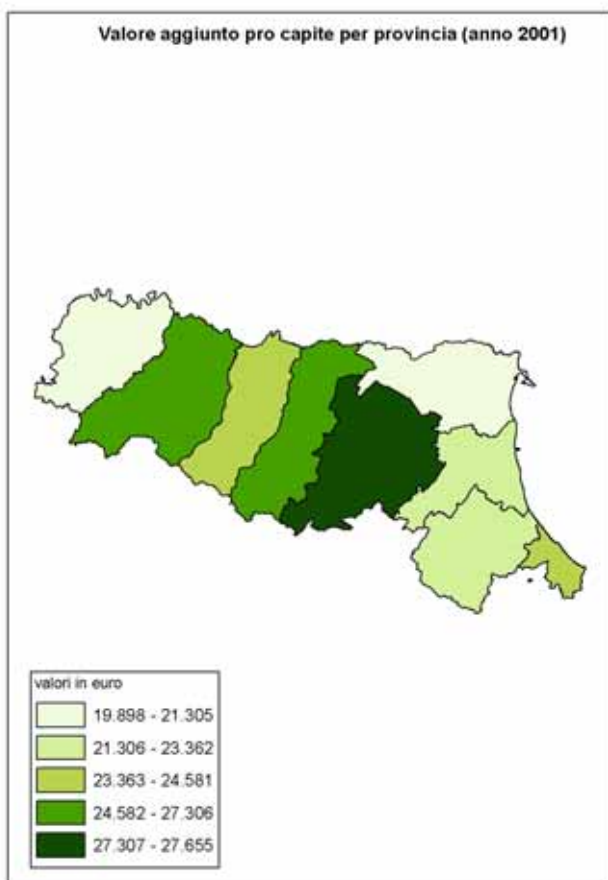 Valore aggiunto pro capite per provincia (anno 2001)
valori in euro
19.898 - 21.305
21.306 - 23.362
23.363 - 24.581
24.582 - 27.306
27.307 - 27.655